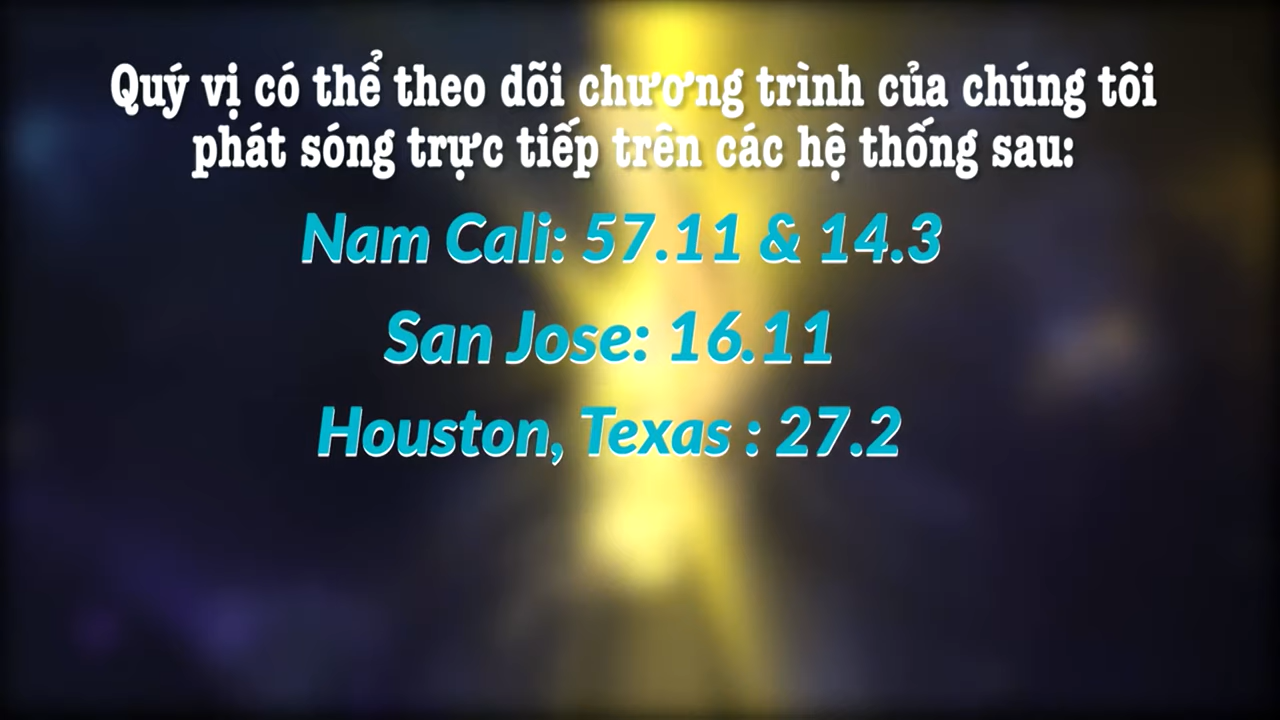 Quý vị có thể theo dõi chương trình của chúng tôi
phát sóng trực tiếp trên các hệ thống sau:
Nam Cali: 57.11 & 14.3
San Jose: 16.11
Houston, Texas : 27.2